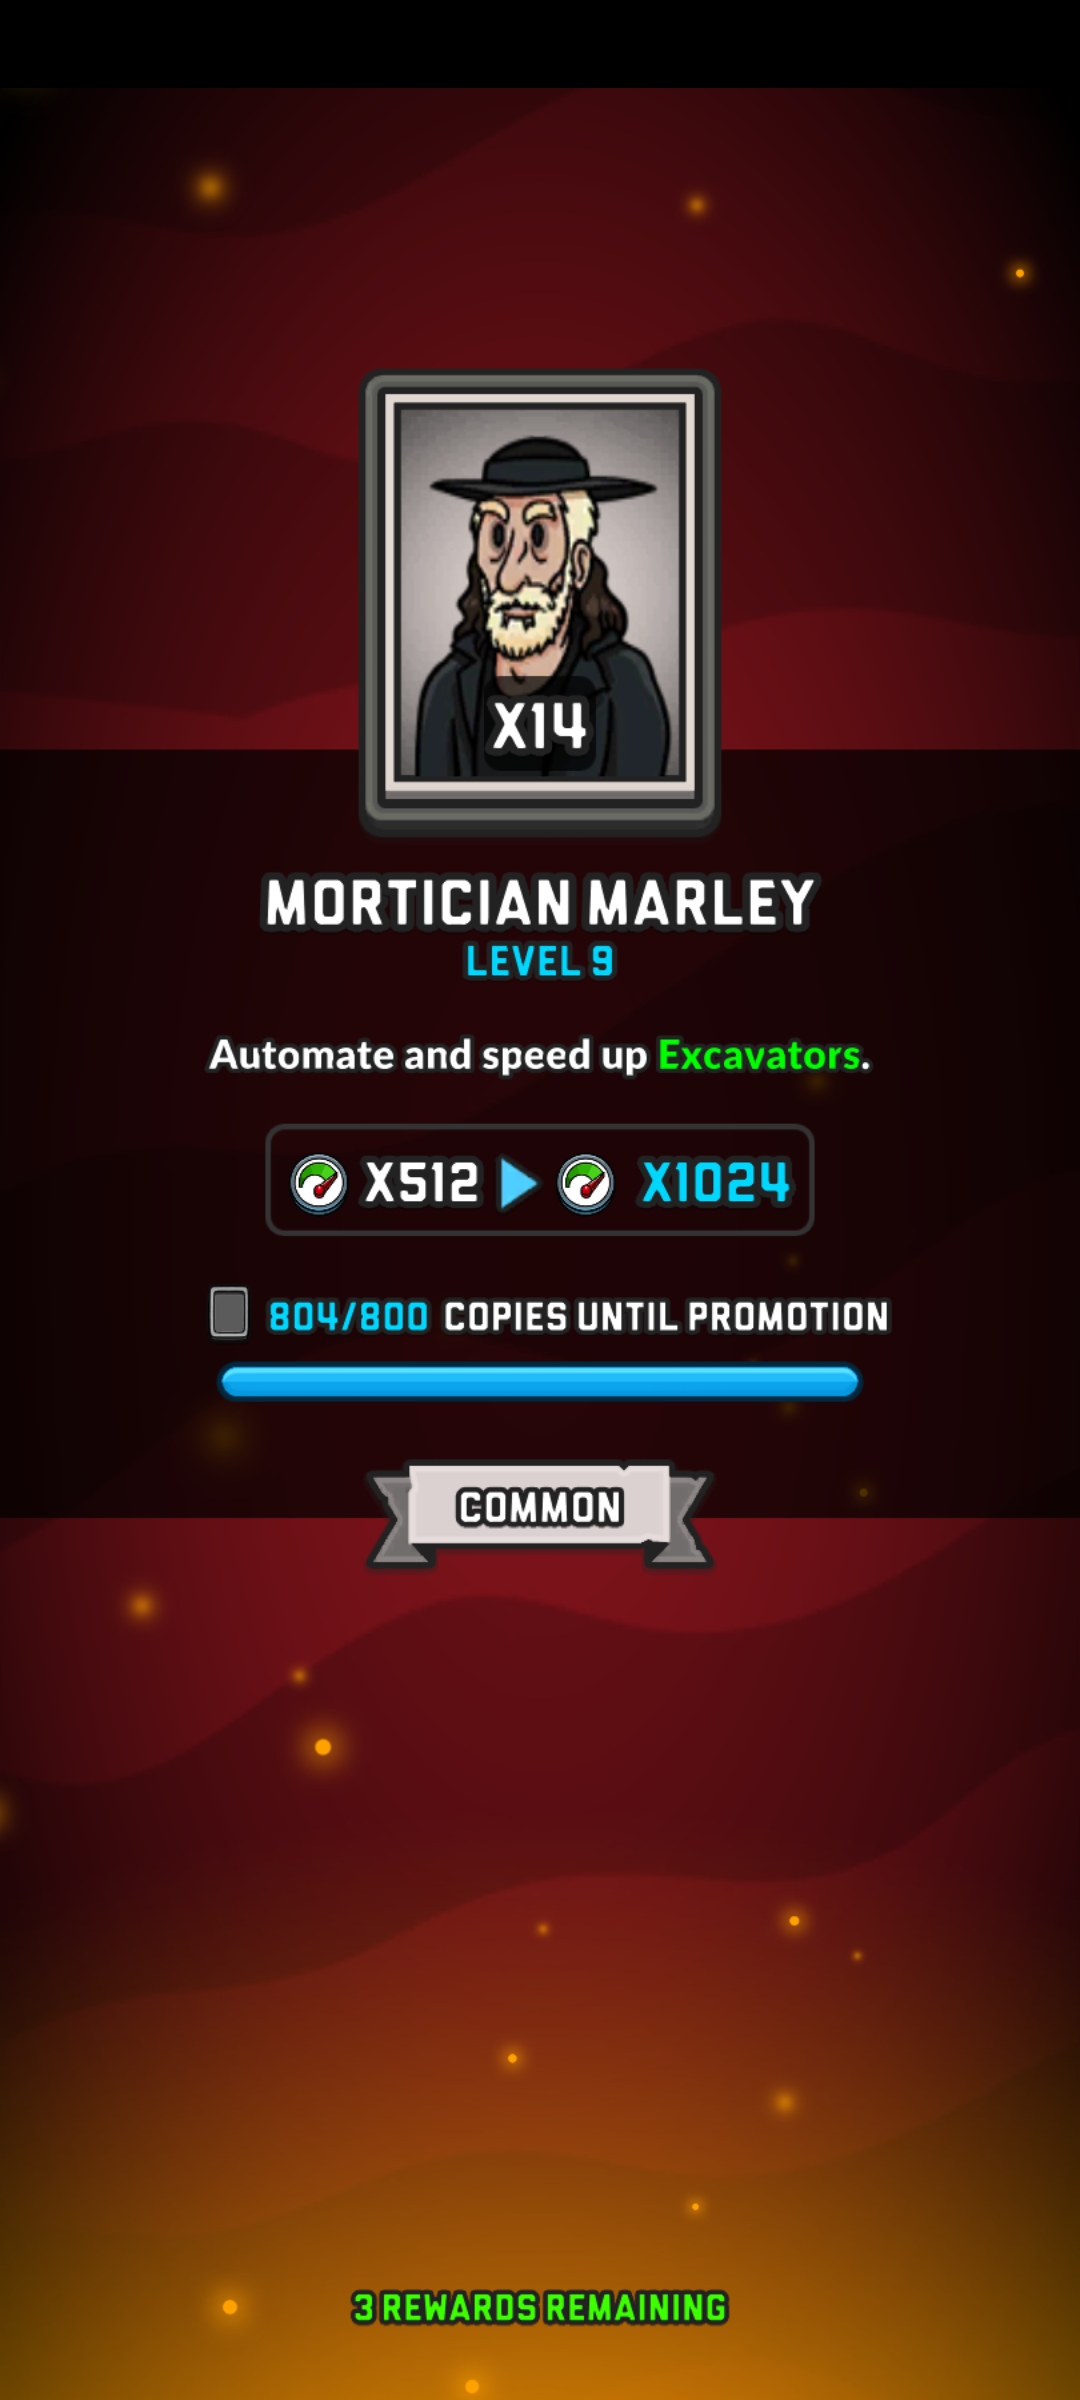 X14
MORTICIAN MARLEY
LEVEL 9
Automate and speed up Excavators.
X512 X1024
804/800 COPIES UNTIL PROMOTION
COMMON
3 REWARDS REMAINING